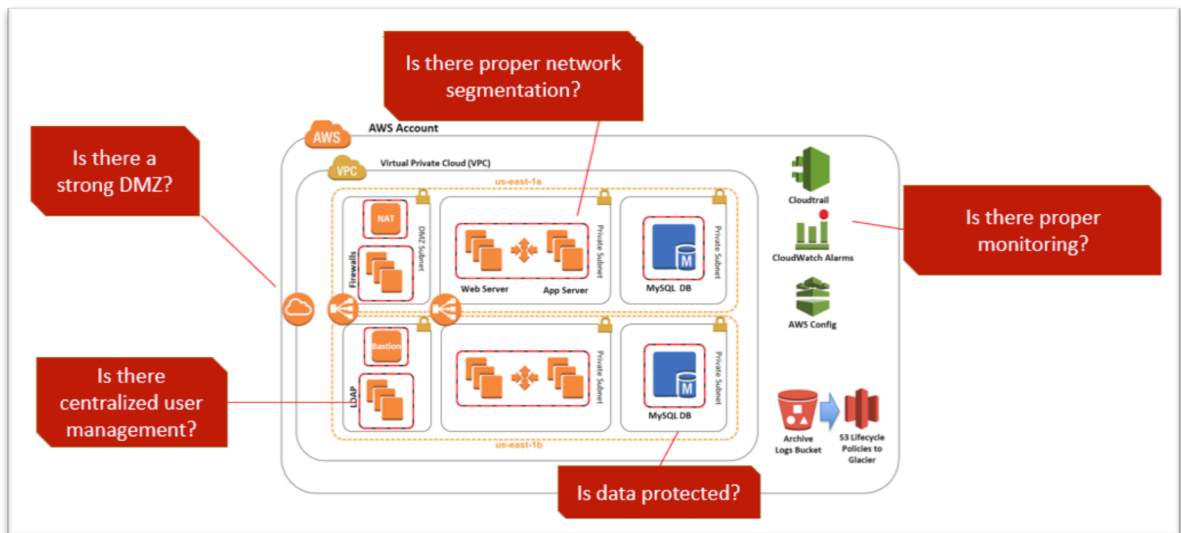 Is there proper network
segmentation?
AWS
AWS Account
Is there a
strong DMZ?
VPC
Virtual Private Cloud (VPC)
us-east-1a
NAT
DMZ Subnet
Firewalls
Web Server
App Server
Private Subnet
M
MySQL DB
Private Subnet
Cloudtrail
CloudWatch Alarms
AWS Config
Is there proper
monitoring?
Is there
centralized user
management?
Bastion
LDAP
Private Subnet
M
MySQL DB
Private Subnet
us-east-1b
Archive
Logs Bucket
S3 Lifecycle
Policies to
Glacier
Is data protected?